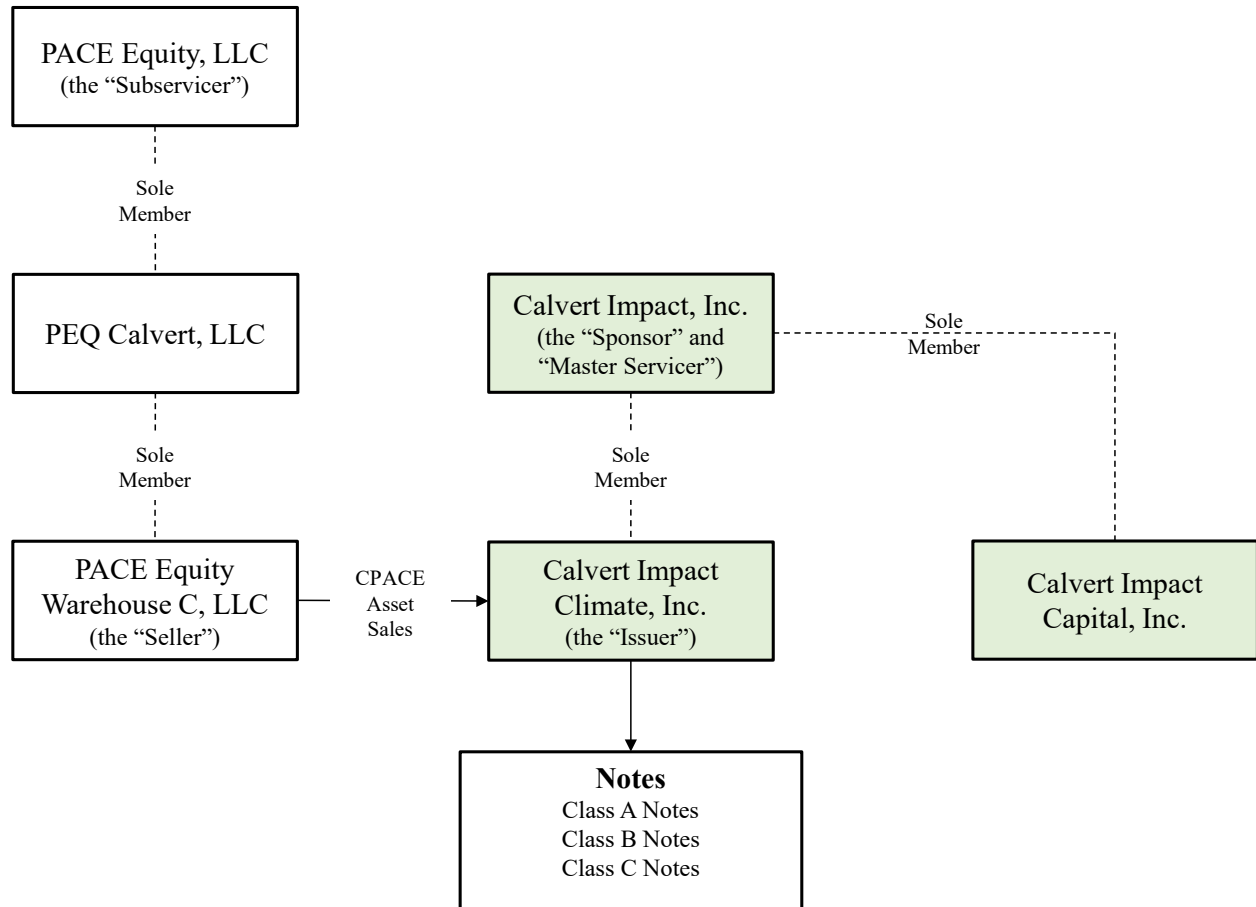 PACE Equity, LLC
(the “Subservicer”)
Sole
Member
PEQ Calvert, LLC
Calvert Impact, Inc.
(the “Sponsor” and
“Master Servicer”)
Sole
Member
Sole
Member
Sole
Member
PACE Equity
Warehouse C, LLC
(the “Seller”)
CPACE
Asset
Sales
Calvert Impact
Climate, Inc.
(the “Issuer”)
Calvert Impact
Capital, Inc.
Notes
Class A Notes
Class B Notes
Class C Notes